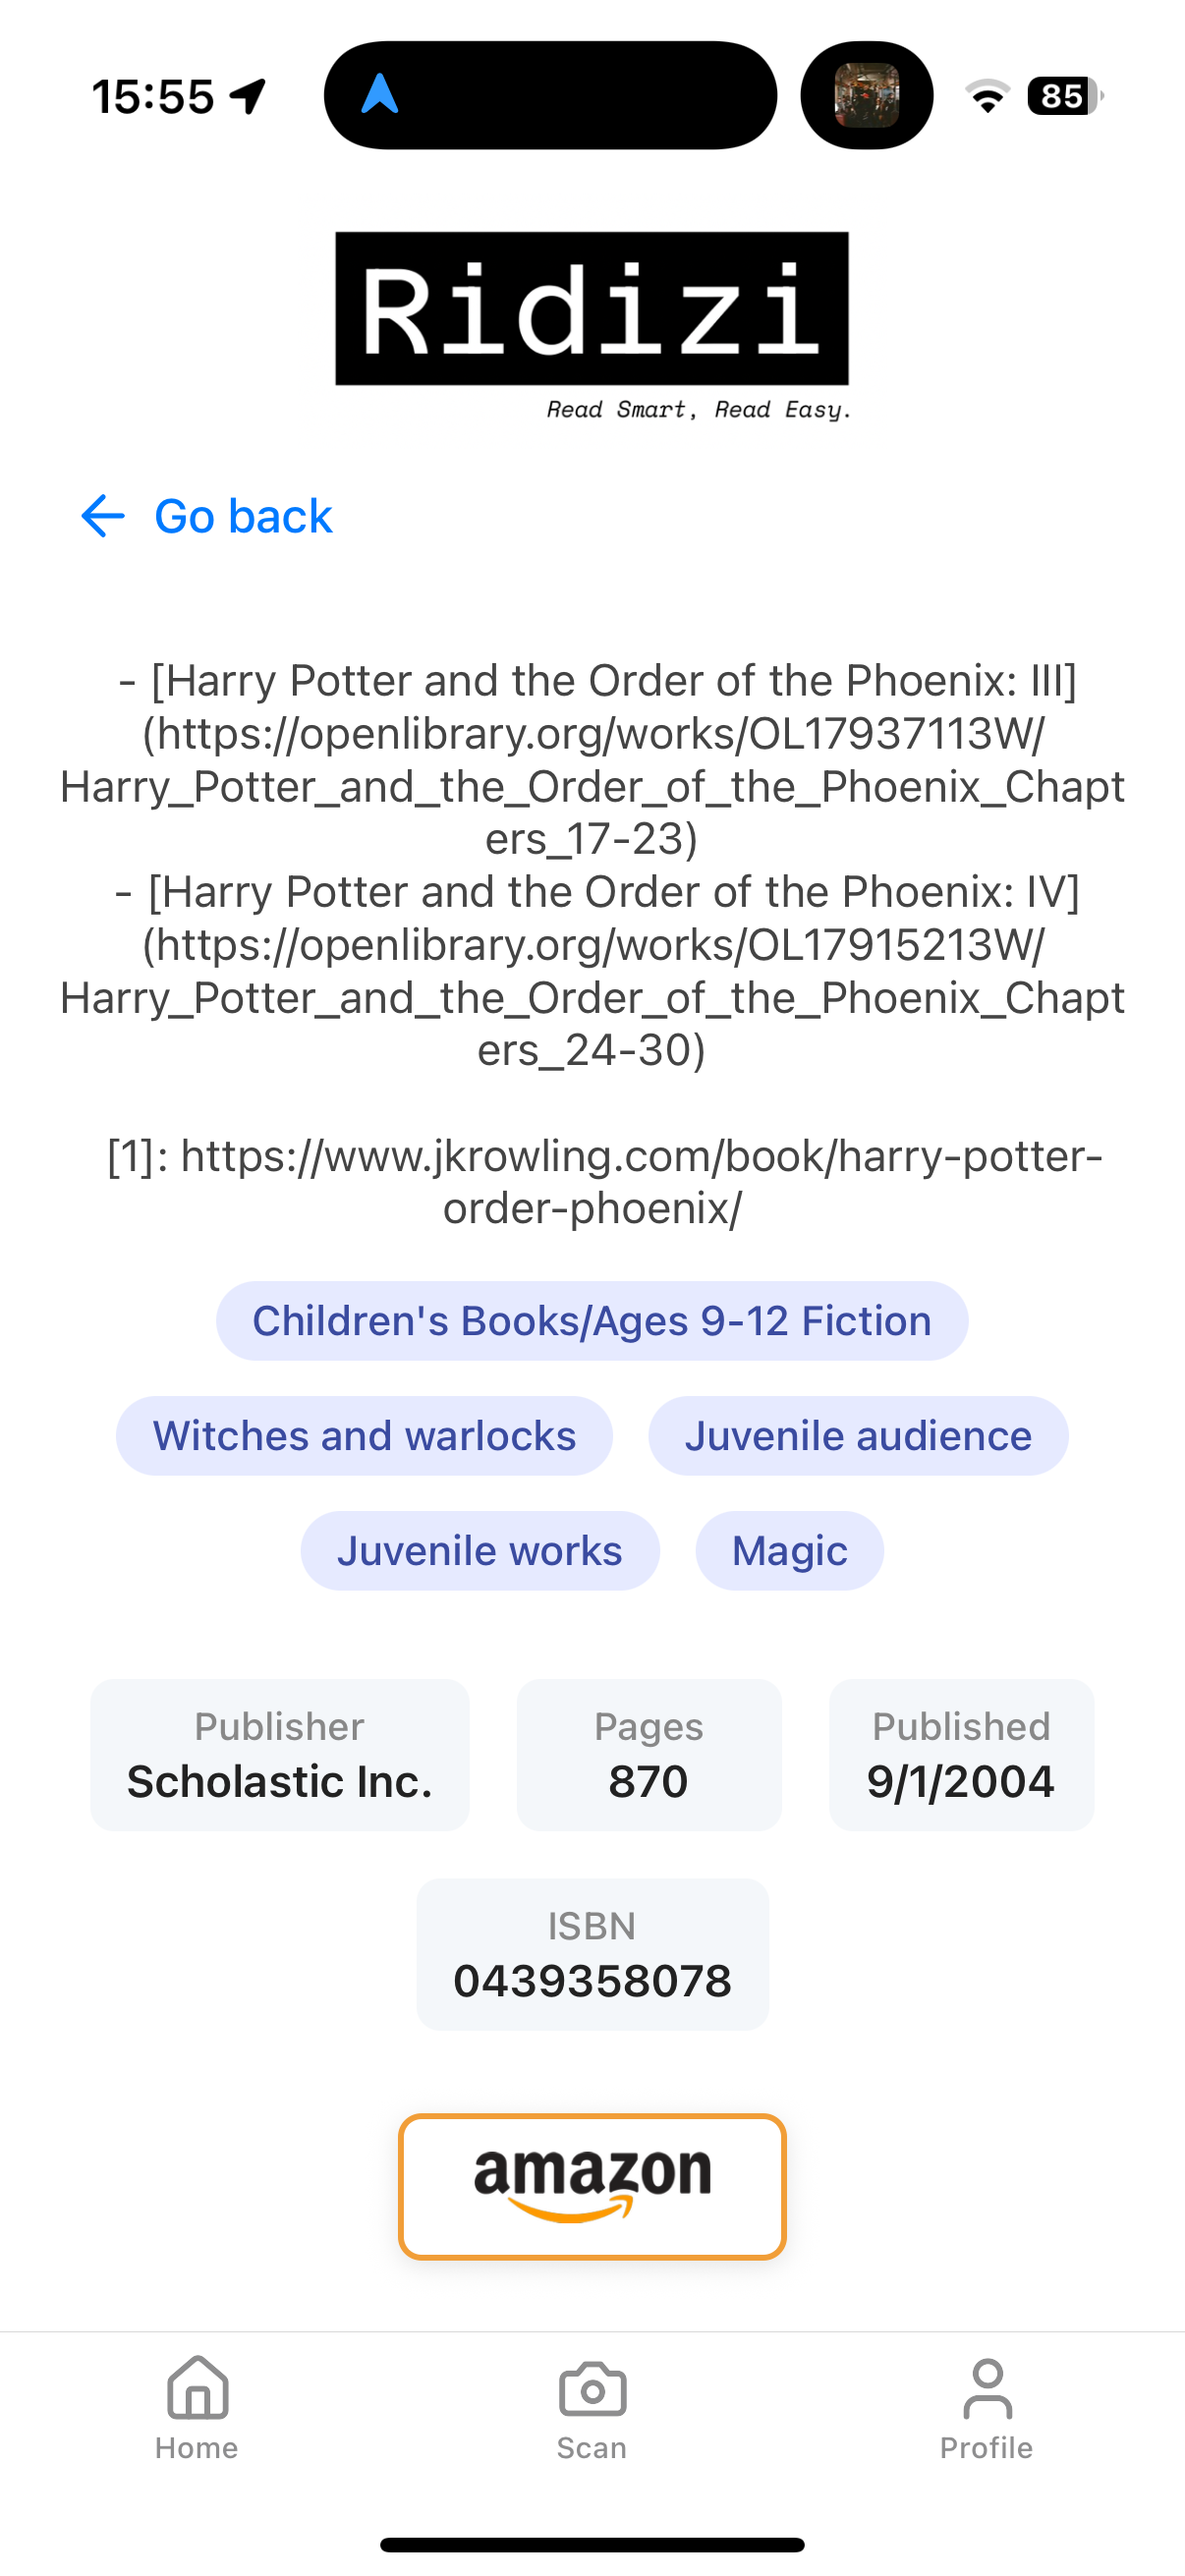 15:55
85
Ridizi
Read Smart, Read Easy.
Go back
- [Harry Potter and the Order of the Phoenix: III]
(https://openlibrary.org/works/OL17937113W/
Harry_Potter_and_the_Order_of_the_Phoenix_Chapt
ers_17-23)
- [Harry Potter and the Order of the Phoenix: IV]
(https://openlibrary.org/works/OL17915213W/
Harry_Potter_and_the_Order_of_the_Phoenix_Chapt
ers_24-30)
[1]: https://www.jkrowling.com/book/harry-potter-
order-phoenix/
Children's Books/Ages 9-12 Fiction
Witches and warlocks
Juvenile audience
Juvenile works
Magic
Publisher
Scholastic Inc.
Pages
870
Published
9/1/2004
ISBN
0439358078
amazon
Home
Scan
Profile